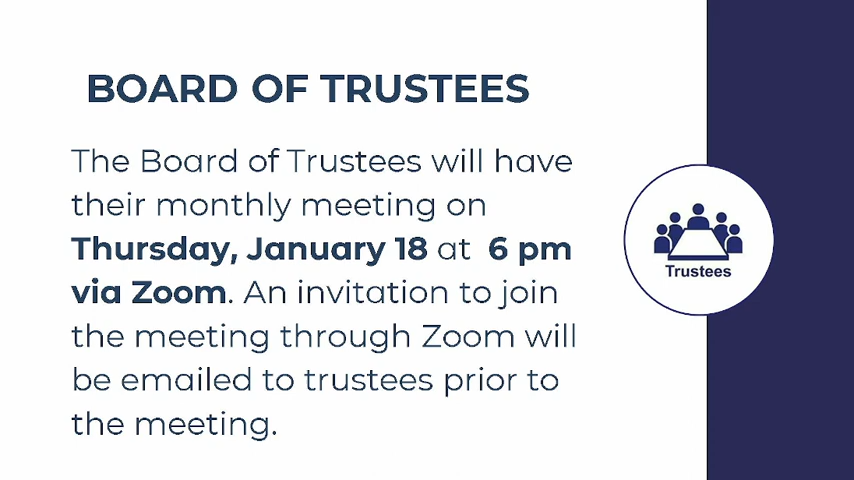 BOARD OF TRUSTEES
The Board of Trustees will have
their monthly meeting on
Thursday, January 18 at 6 pm
via Zoom. An invitation to join
the meeting through Zoom will
be emailed to trustees prior to
the meeting.
Trustees